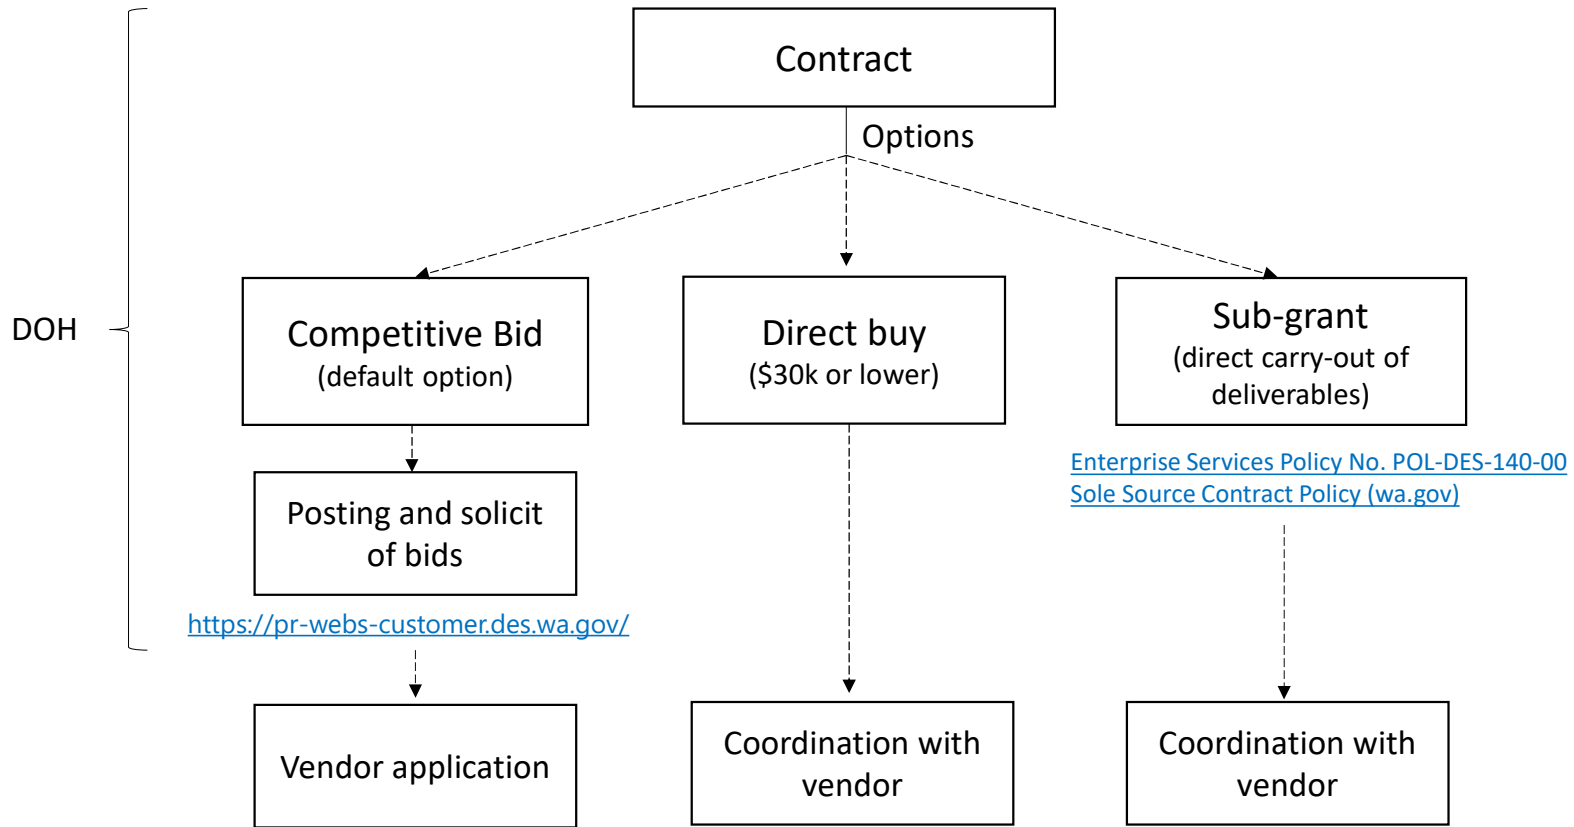 Contract
Options
DOH
Competitive Bid
(default option)
Direct buy
($30k or lower)
Sub-grant
(direct carry-out of
deliverables)
Enterprise Services Policy No. POL-DES-140-00
Sole Source Contract Policy (wa.gov)
Posting and solicit
of bids
https://pr-webs-customer.des.wa.gov/
Vendor application
Coordination with
vendor
Coordination with
vendor